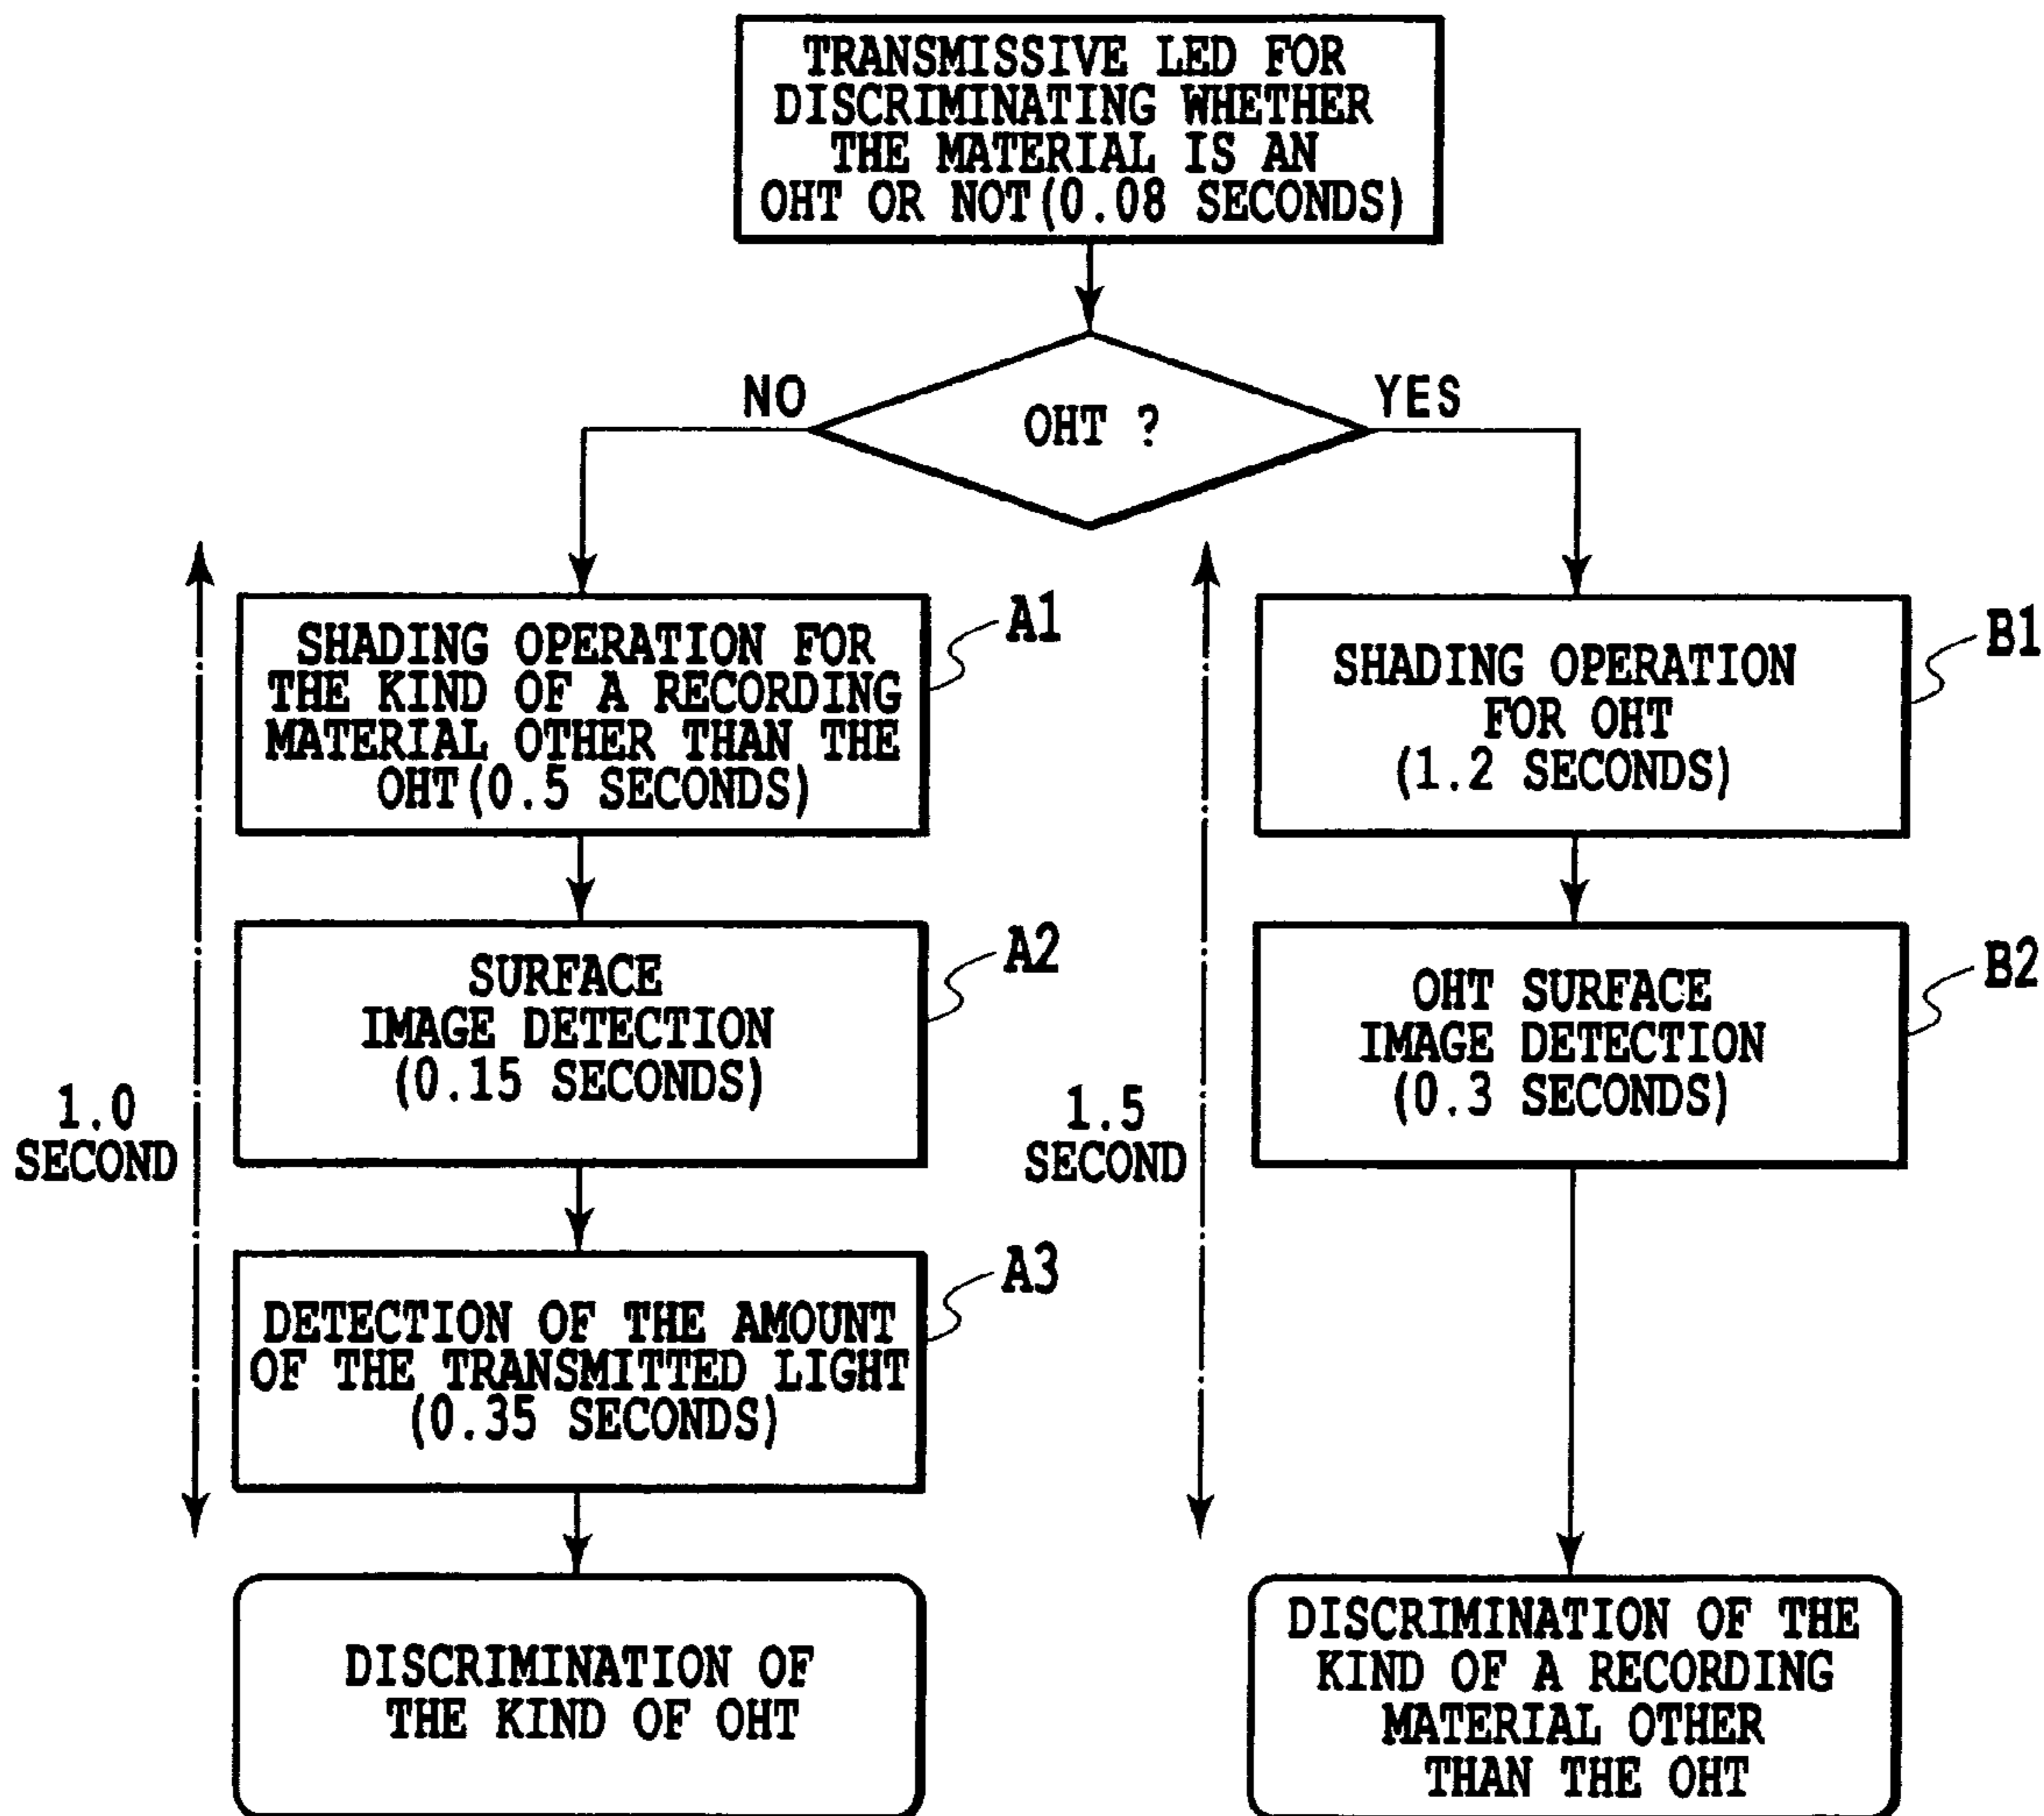 TRANSMISSIVE LED FOR
DISCRIMINATING WHETHER
THE MATERIAL IS AN
OHT OR NOT(0.08 SECONDS)
NO
OHT ?
YES
1.0
SECOND
SHADING OPERATION FOR
THE KIND OF A RECORDING
MATERIAL OTHER THAN THE
OHT(0.5 SECONDS)
A1
SURFACE
IMAGE DETECTION
(0.15 SECONDS)
A2
DETECTION OF THE AMOUNT
OF THE TRANSMITTED LIGHT
(0.35 SECONDS)
A3
DISCRIMINATION OF
THE KIND OF OHT
1.5
SECOND
SHADING OPERATION
FOR OHT
(1.2 SECONDS)
B1
OHT SURFACE
IMAGE DETECTION
(0.3 SECONDS)
B2
DISCRIMINATION OF THE
KIND OF A RECORDING
MATERIAL OTHER
THAN THE OHT